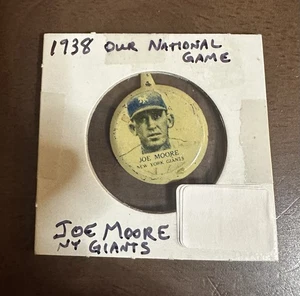 1938 OUR NATIONAL
GAME
JOE MOORE
NEW YORK GIANTS
JOE MOORE
NY GIANTS